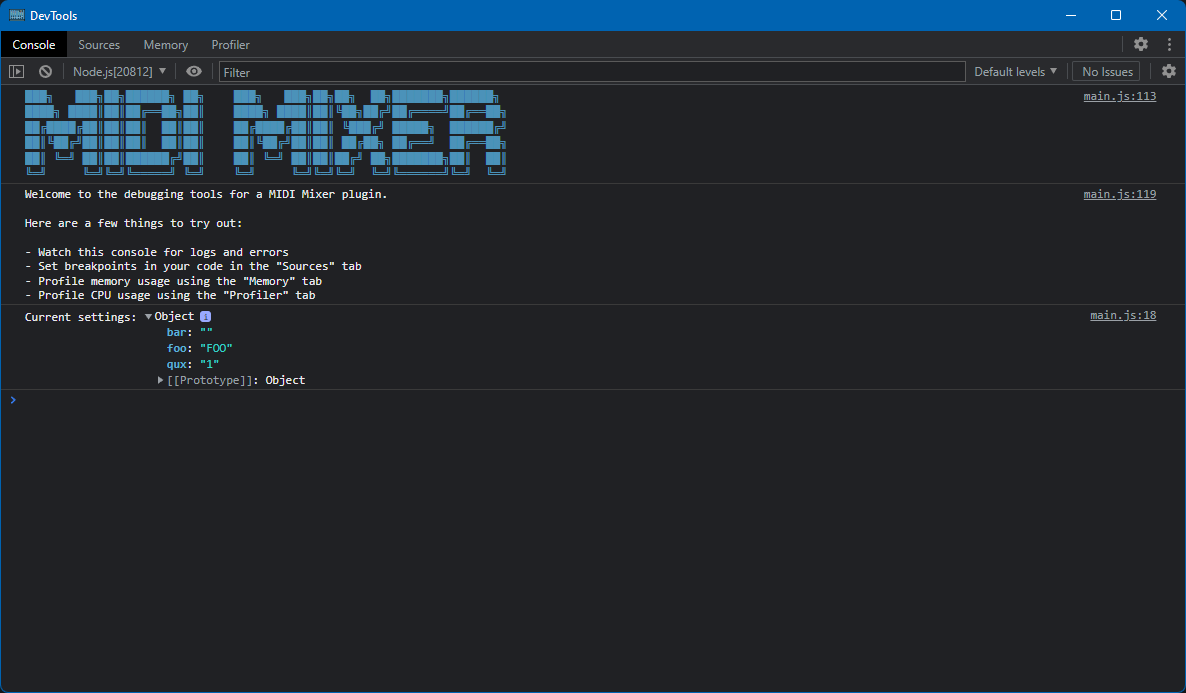 DevTools
Console Sources Memory Profiler
Node.js[20812] Filter Default levels No Issues
MIDI MIXER main.js:113
Welcome to the debugging tools for a MIDI Mixer plugin. main.js:119
Here are a few things to try out:
- Watch this console for logs and errors
- Set breakpoints in your code in the "Sources" tab
- Profile memory usage using the "Memory" tab
- Profile CPU usage using the "Profiler" tab
Current settings: Object i main.js:18
bar: ""
foo: "FOO"
qux: "1"
[[Prototype]]: Object